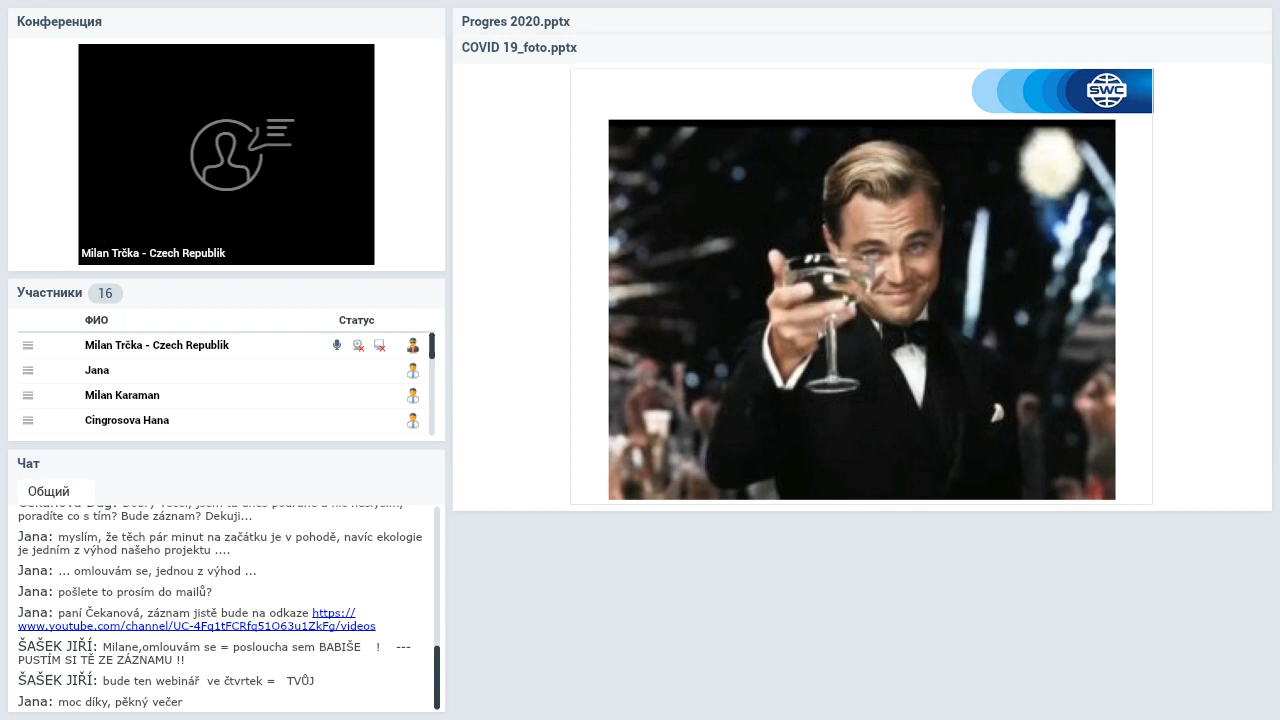 Конференция
Milan Trčka - Czech Republik
Участники 16
ФИО Статус
Milan Trčka - Czech Republik
Jana
Milan Karaman
Cingrosova Hana
Чат
Общий
poradíte co s tím? Bude záznam? Dekuji...
Jana: myslím, že těch pár minut na začátku je v pohodě, navíc ekologie
je jedním z výhod našeho projektu ....
Jana: ... omlouvám se, jednou z výhod ...
Jana: pošlete to prosím do mailů?
Jana: paní Čekanová, záznam jistě bude na odkaze https://
www.youtube.com/channel/UC-4Fq1tFCRfq51O63u1ZkFg/videos
ŠAŠEK JIŘÍ: Milane,omlouvám se = posloucha sem BABIŠE ! ---
PUSTÍM SI TĚ ZE ZÁZNAMU !!
ŠAŠEK JIŘÍ: bude ten webinář ve čtvrtek = TVŮJ
Jana: moc díky, pěkný večer
Progres 2020.pptx
COVID 19_foto.pptx
SWC